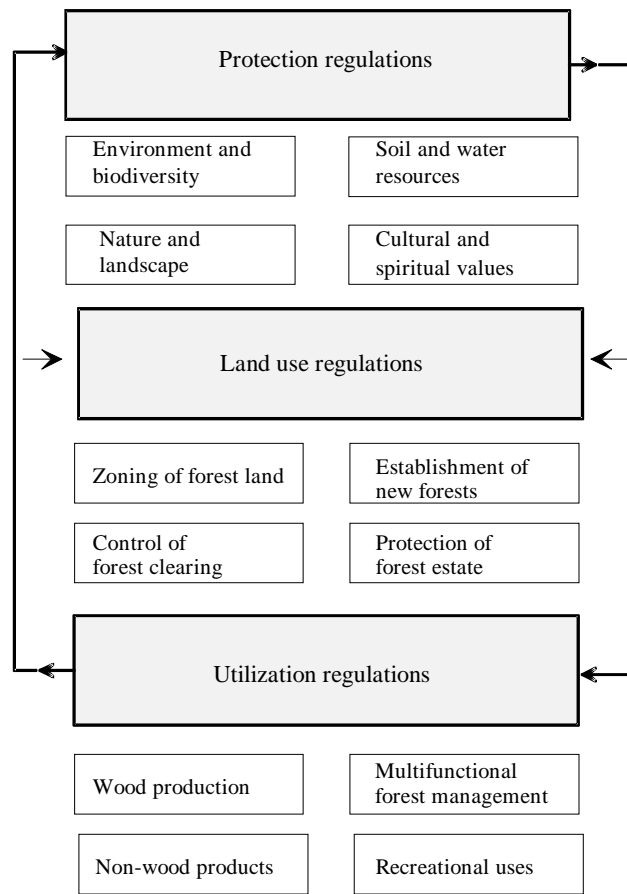 Protection regulations
Environment and
biodiversity
Soil and water
resources
Nature and
landscape
Cultural and
spiritual values
Land use regulations
Zoning of forest land
Establishment of
new forests
Control of
forest clearing
Protection of
forest estate
Utilization regulations
Wood production
Multifunctional
forest management
Non-wood products
Recreational uses